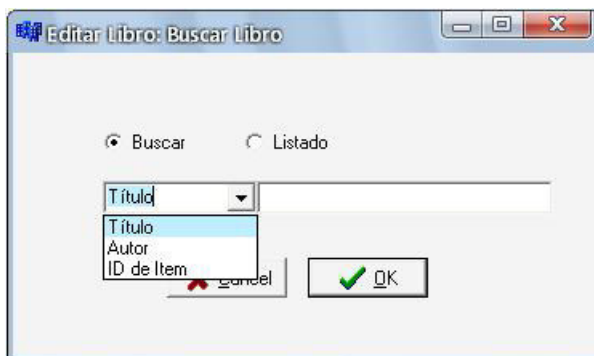 Editar Libro: Buscar Libro
Buscar Listado
Título
Título
Autor
ID de Item
Cancel OK